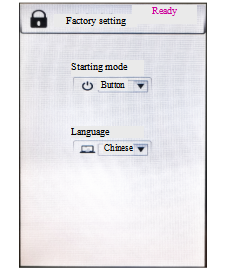 Ready
Factory setting
Starting mode
Button
Language
Chinese